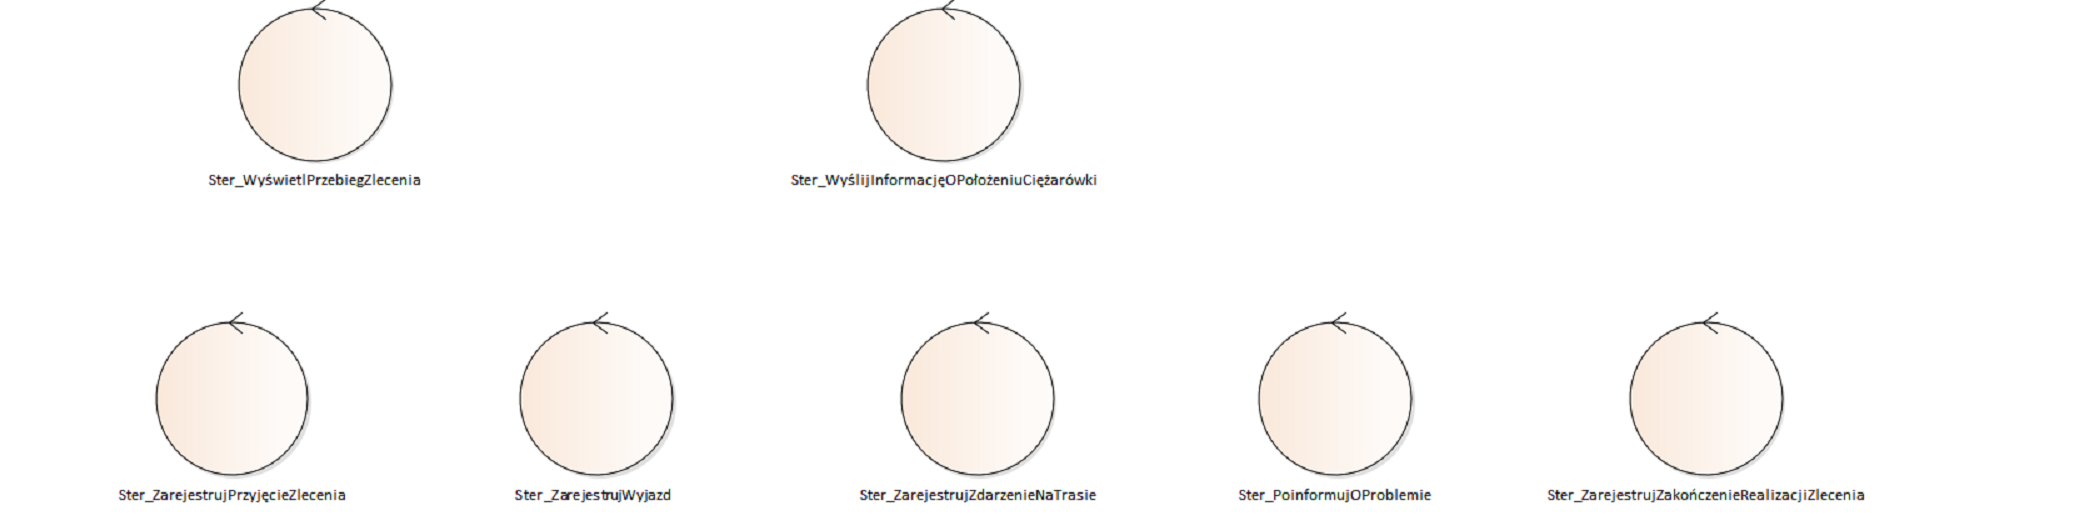 Ster_WyświetlPrzebiegZlecenia
Ster_WyślijInformacjęOPołożeniuCiężarówki
Ster_ZarejestrujPrzyjęcieZlecenia
Ster_ZarejestrujWyjazd
Ster_ZarejestrujZdarzenieNaTrasie
Ster_PoinformujOProblemie
Ster_ZarejestrujZakończenieRealizacjiZlecenia